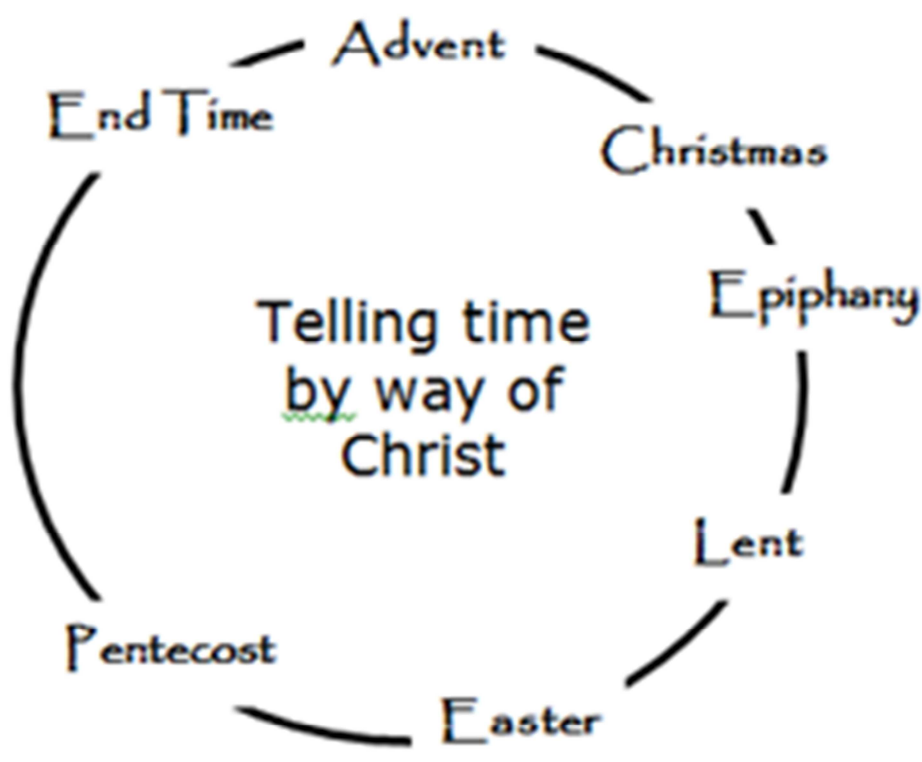 Advent
Christmas
Epiphany
Lent
Easter
Pentecost
End Time
Telling time
by way of
Christ